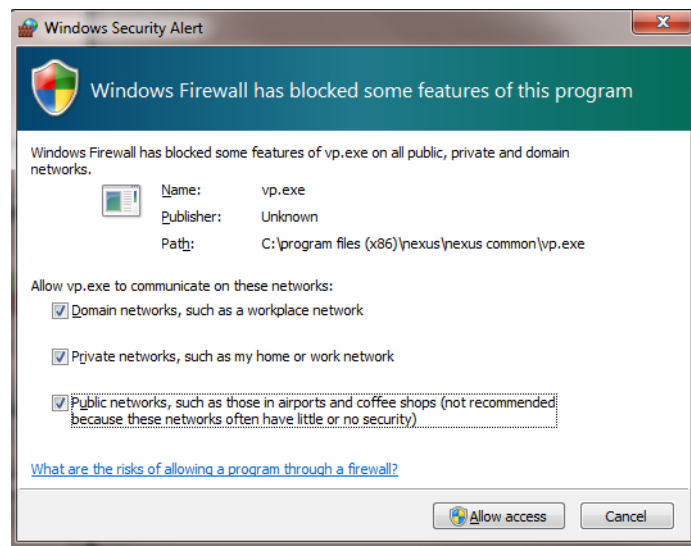 Windows Security Alert
Windows Firewall has blocked some features of this program
Windows Firewall has blocked some features of vp.exe on all public, private and domain
networks.
Name: vp.exe
Publisher: Unknown
Path: C:\program files (x86)\nexus\nexus common\vp.exe
Allow vp.exe to communicate on these networks:
Domain networks, such as a workplace network
Private networks, such as my home or work network
Public networks, such as those in airports and coffee shops (not recommended
because these networks often have little or no security)
What are the risks of allowing a program through a firewall?
Allow access Cancel